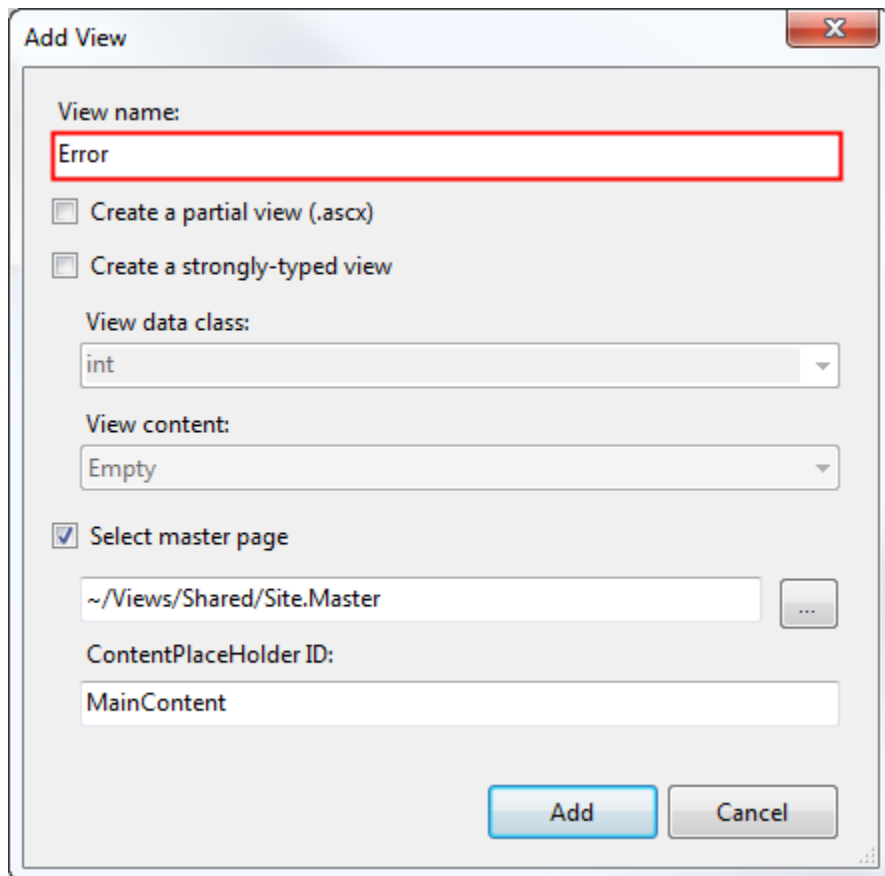 Add View
View name:
Error
Create a partial view (.ascx)
Create a strongly-typed view
View data class:
int
View content:
Empty
Select master page
~/Views/Shared/Site.Master
...
ContentPlaceHolder ID:
MainContent
Add Cancel